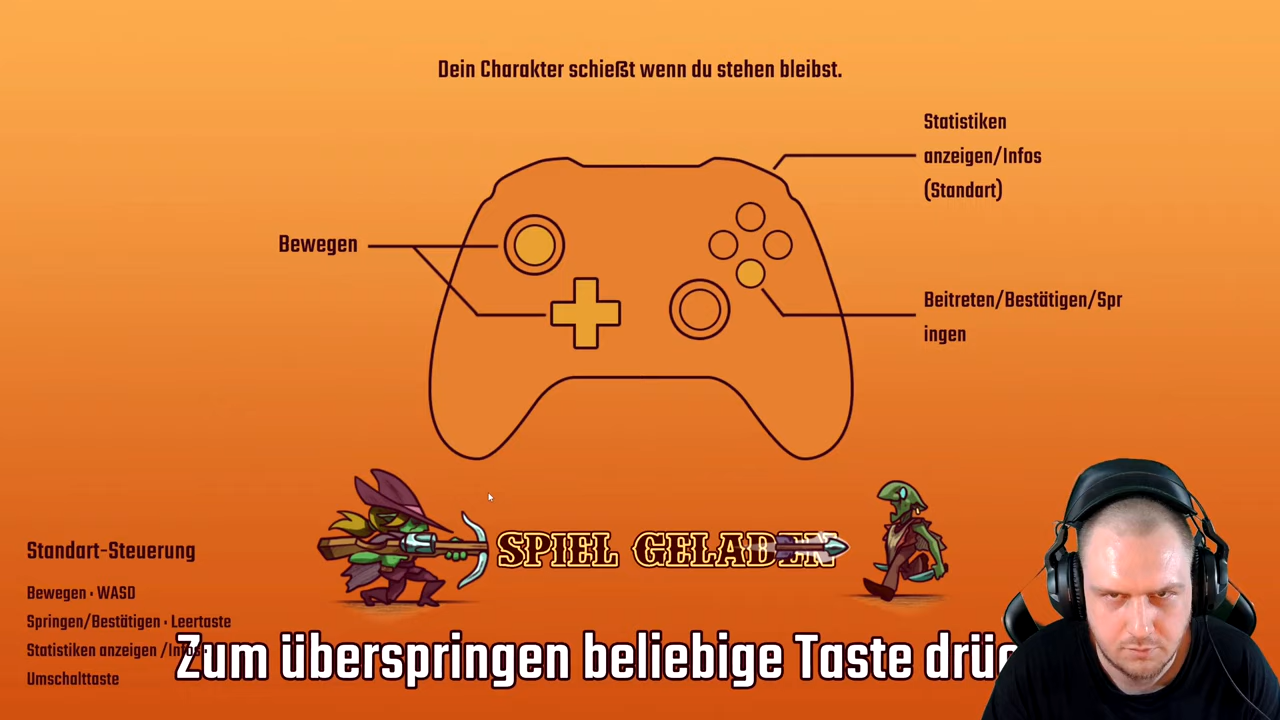 Dein Charakter schießt wenn du stehen bleibst.
Statistiken
anzeigen/Infos
(Standart)
Bewegen
Beitreten/Bestätigen/Spr
ingen
SPIEL GELADEN
Standart-Steuerung
Bewegen · WASD
Springen/Bestätigen · Leertaste
Statistiken anzeigen /Infos ·
Umschalttaste
Zum überspringen beliebige Taste